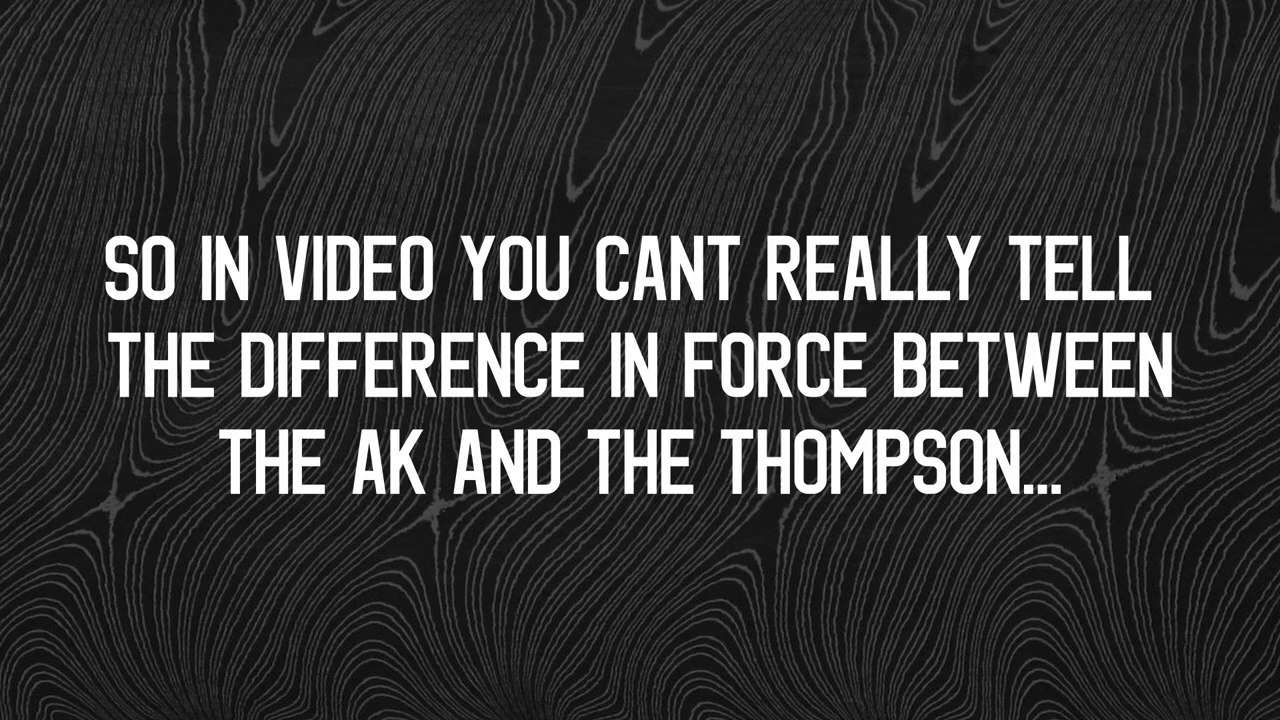 SO IN VIDEO YOU CANT REALLY TELL
THE DIFFERENCE IN FORCE BETWEEN
THE AK AND THE THOMPSON...